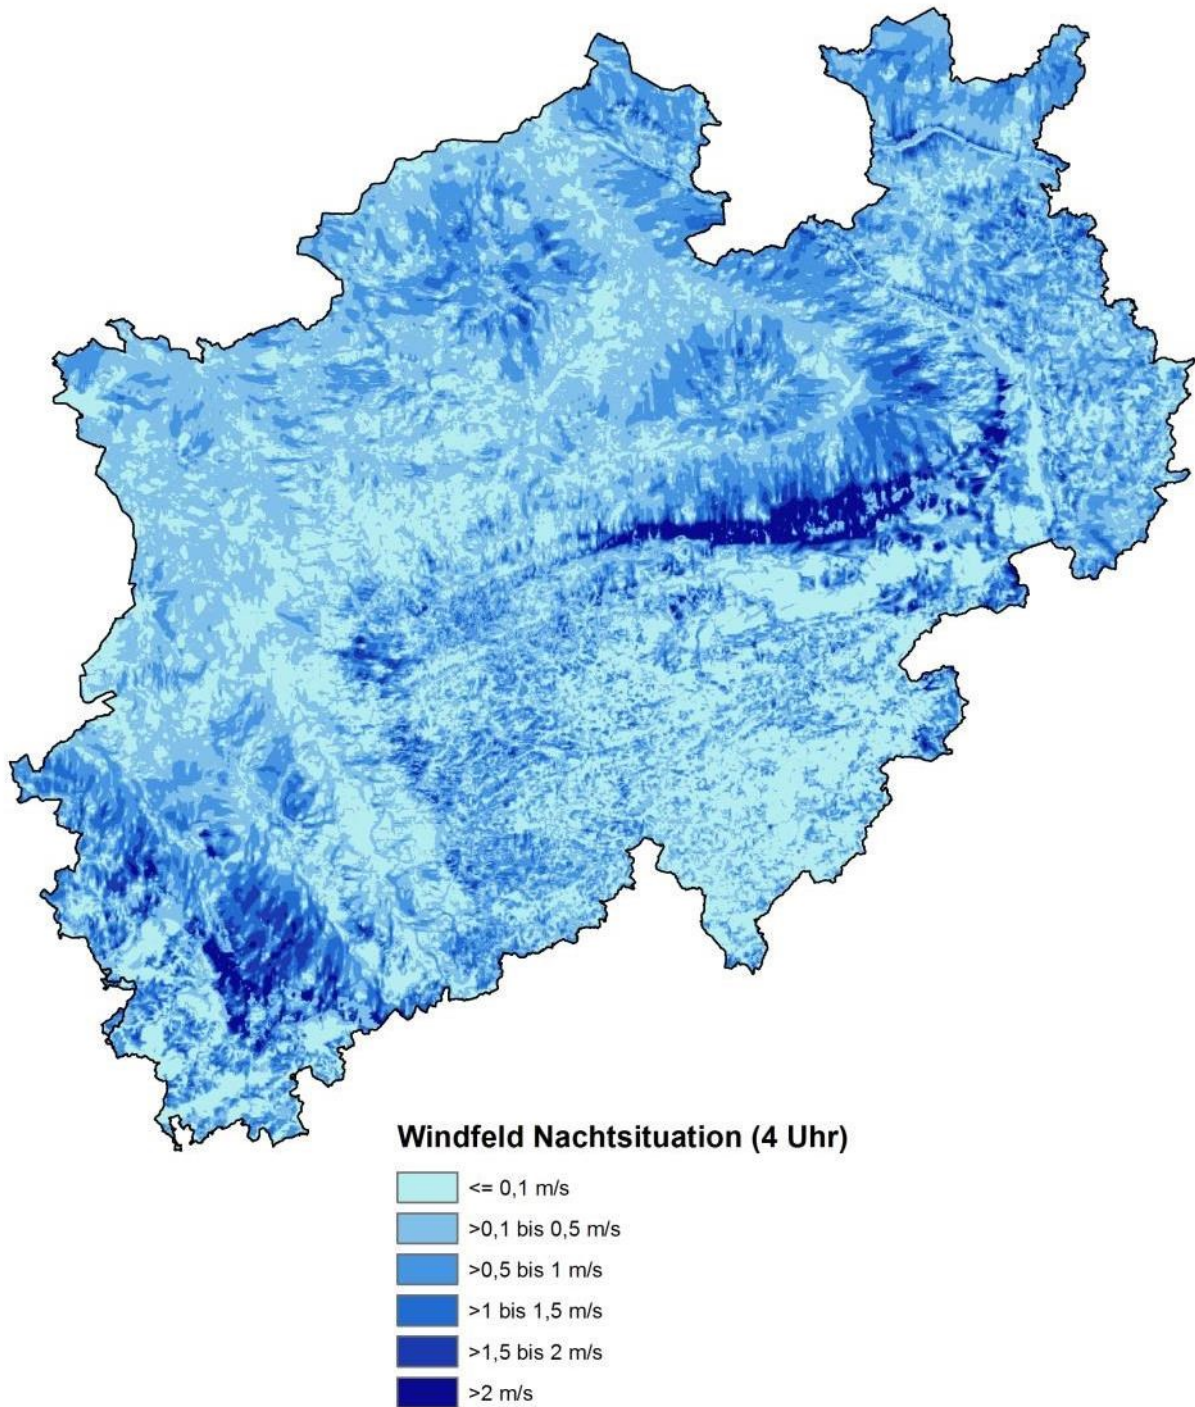 Windfeld Nachtsituation (4 Uhr)
<= 0,1 m/s
>0,1 bis 0,5 m/s
>0,5 bis 1 m/s
>1 bis 1,5 m/s
>1,5 bis 2 m/s
>2 m/s